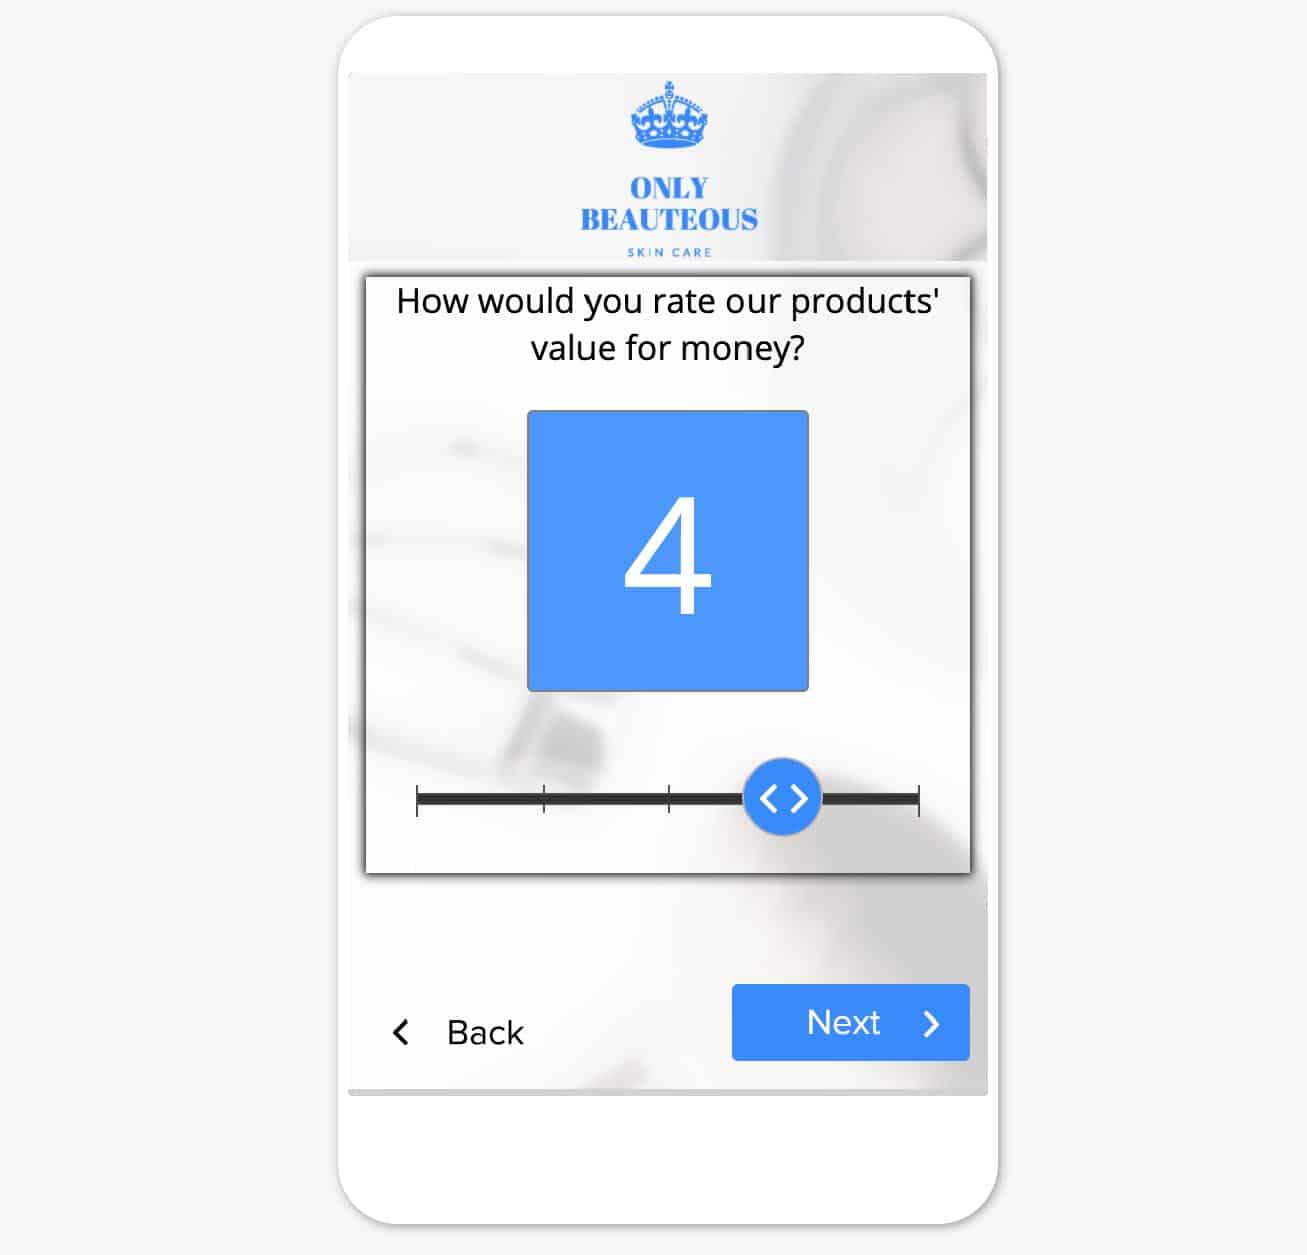 ONLY
BEAUTEOUS
SKIN CARE
How would you rate our products'
value for money?
4
Back
Next